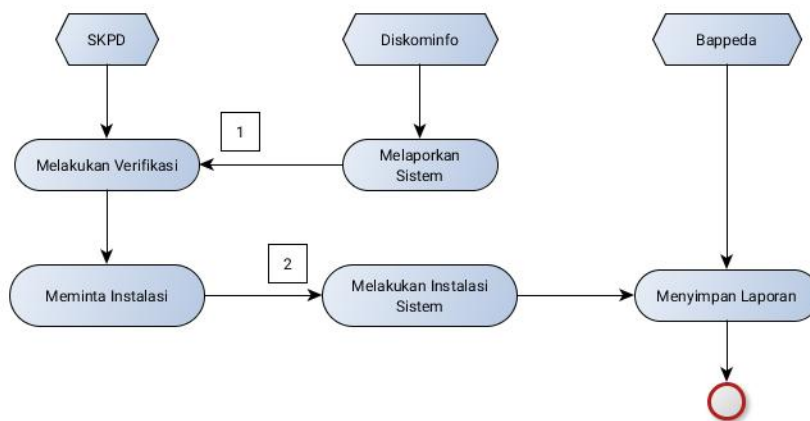 SKPD
Diskominfo
Bappeda
1
Melakukan Verifikasi
Melaporkan
Sistem
2
Meminta Instalasi
Melakukan Instalasi
Sistem
Menyimpan Laporan